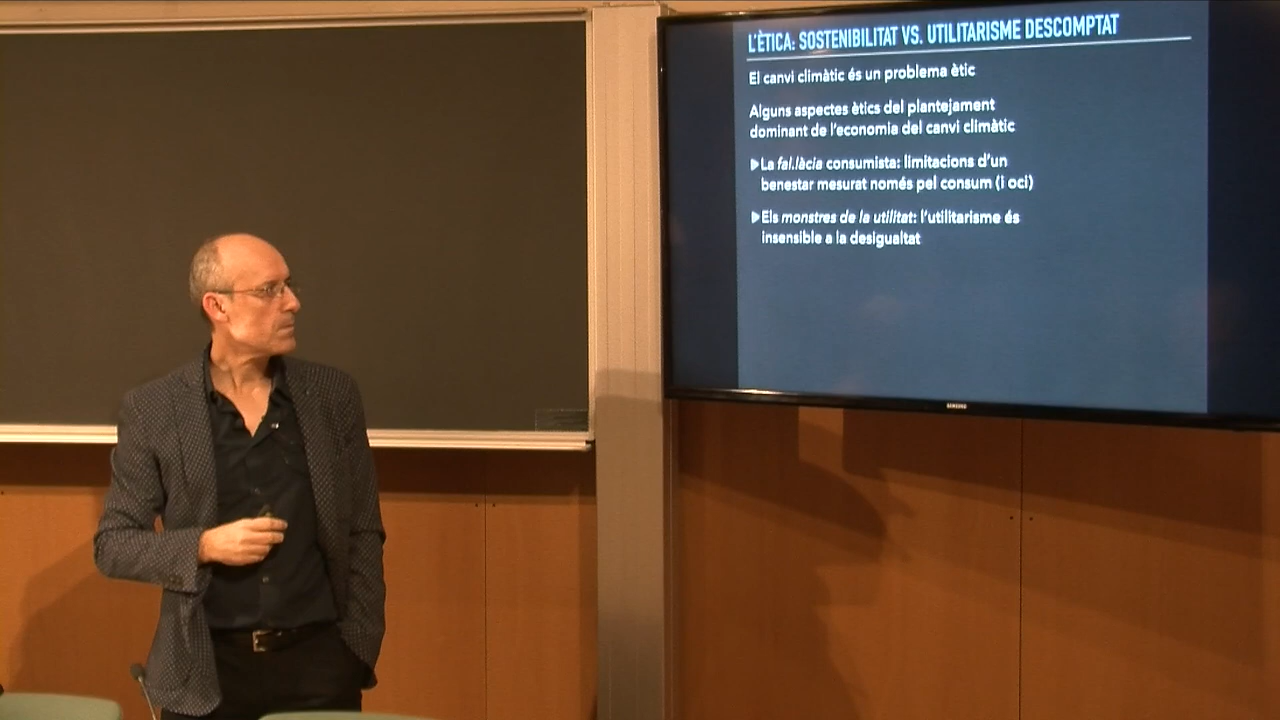 L'ÈTICA: SOSTENIBILITAT VS. UTILITARISME DESCOMPTAT
El canvi climàtic és un problema ètic
Alguns aspectes ètics del plantejament
dominant de l'economia del canvi climàtic
La fal.làcia consumista: limitacions d'un
benestar mesurat només pel consum (i oci)
Els monstres de la utilitat: l'utilitarisme és
insensible a la desigualtat
SAMSUNG